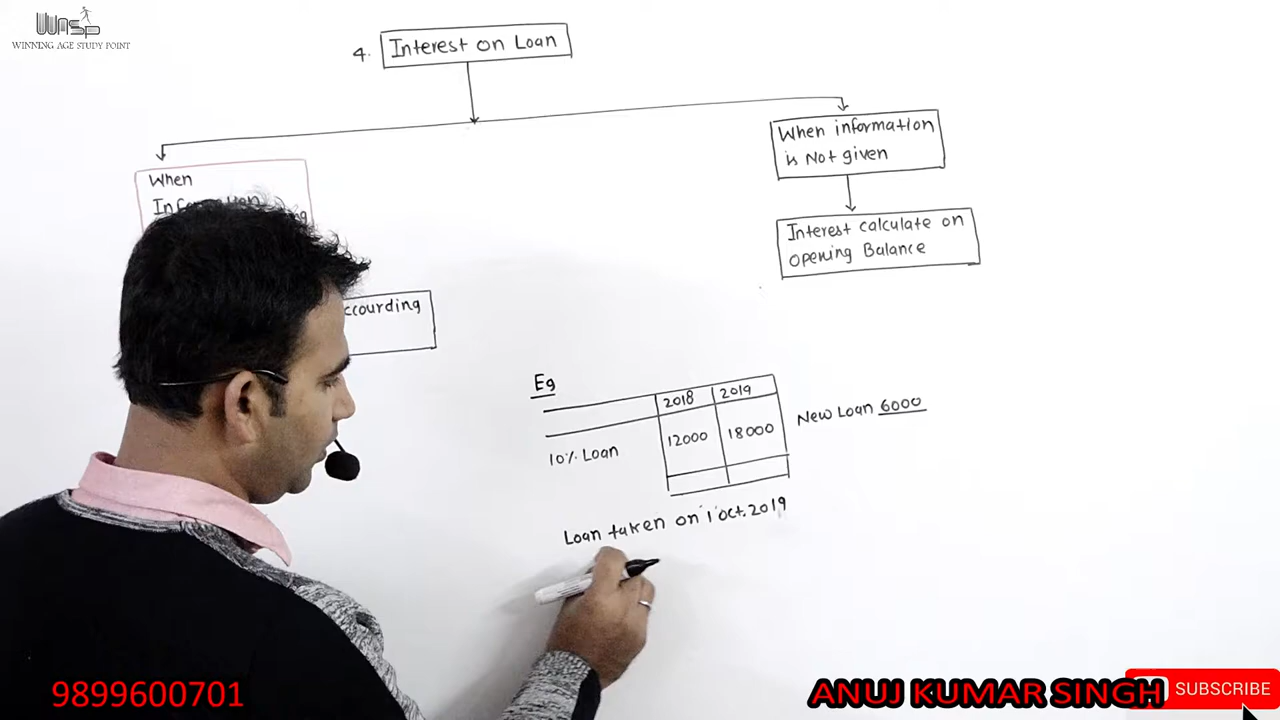 WASP
WINNING AGE STUDY POINT
4. Interest on Loan
When information
is Not given
When
Interest calculate on
opening Balance
ccourding
Eg
2018 2019
New Loan 6000
10% Loan 12000 18000
Loan taken on 1 oct. 2019
9899600701
ANUJ KUMAR SINGH
SUBSCRIBE